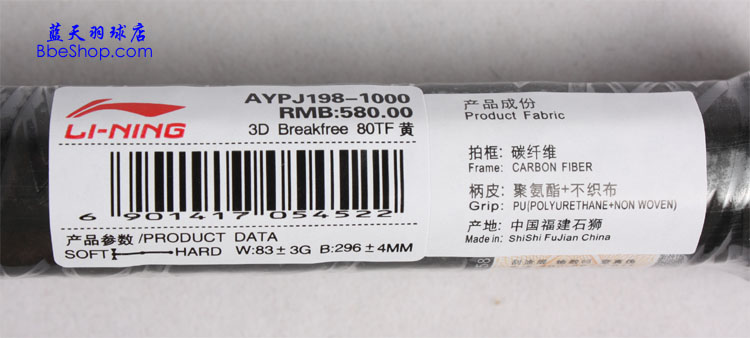 蓝天羽球店
BbeShop.com
LI-NING
AYPJ198-1000
RMB:580.00
3D Breakfree 80TF 黄
6 901417 054522
产品参数/PRODUCT DATA
SOFT HARD W:83±3G B:296±4MM
产品成份
Product Fabric
拍框: 碳纤维
Frame: CARBON FIBER
柄皮: 聚氨酯+不织布
Grip: PU(POLYURETHANE+NON WOVEN)
产地: 中国福建石狮
Made in: ShiShi FuJian China